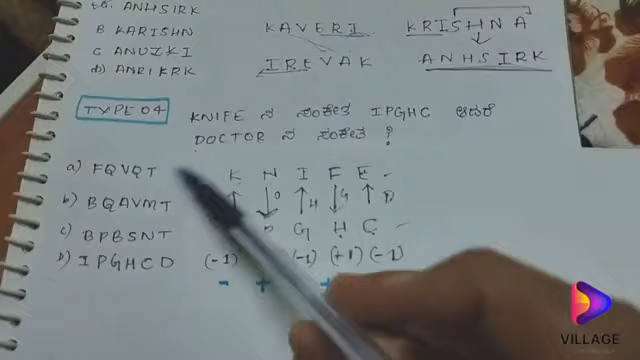 a. ANHSIRK
B KARISHN
C ANUIKI
d) ANRIKRK
KAVERI
IREVAK
KRISHNA
ANHSIRK
TYPE 04
KNIFE ನ ಸಂಕೇತ IPGHC ಆದರೆ
DOCTOR ನ ಸಂಕೇತ ?
a) FQVQT
b) BQAVMT
c) BPBSNT
D) IPGHCD
K N I F E
O H G D
P G H C
(-1) (-1) (+1) (-1)
- + +
VILLAGE